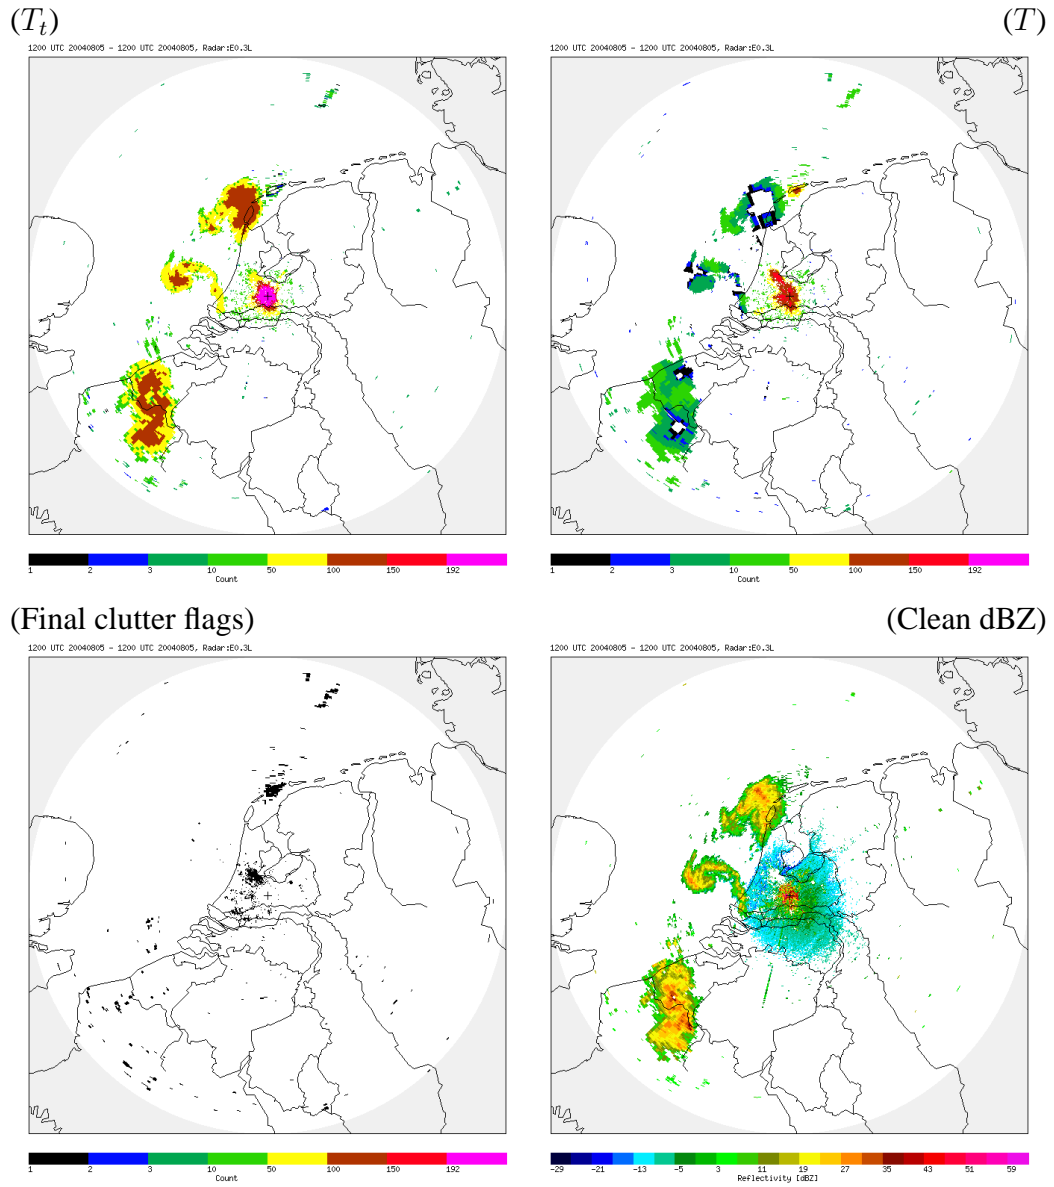 (T_t) (T)
1200 UTC 20040805 – 1200 UTC 20040805, Radar:E0.3L 1200 UTC 20040805 – 1200 UTC 20040805, Radar:E0.3L
1 2 3 10 50 100 150 192 1 2 3 10 50 100 150 192
Count Count
(Final clutter flags) (Clean dBZ)
1200 UTC 20040805 – 1200 UTC 20040805, Radar:E0.3L 1200 UTC 20040805 – 1200 UTC 20040805, Radar:E0.3L
1 2 3 10 50 100 150 192 -29 -21 -13 -5 3 11 19 27 35 43 51 59
Count Reflectivity [dBZ]